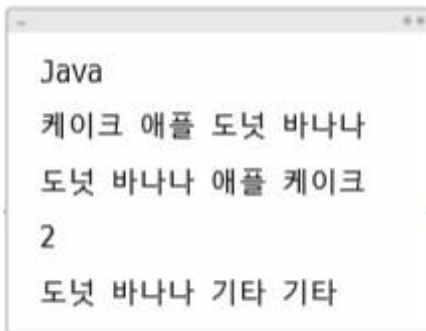 Java
케이크 애플 도넛 바나나
도넛 바나나 애플 케이크
2
도넛 바나나 기타 기타